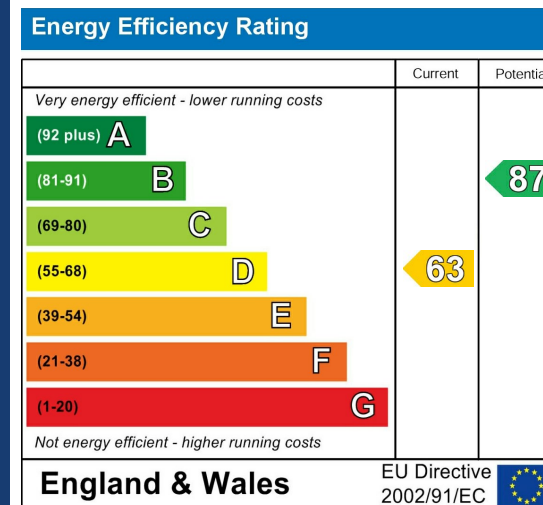 Energy Efficiency Rating
Current Potentia
Very energy efficient - lower running costs
(92 plus) A
(81-91) B
87
(69-80) C
(55-68) D
63
(39-54) E
(21-38) F
(1-20) G
Not energy efficient - higher running costs
England & Wales
EU Directive
2002/91/EC